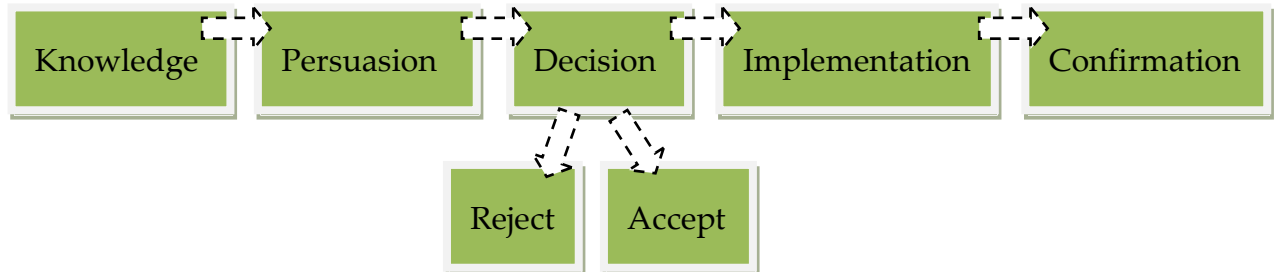 Knowledge
Persuasion
Decision
Implementation
Confirmation
Reject
Accept